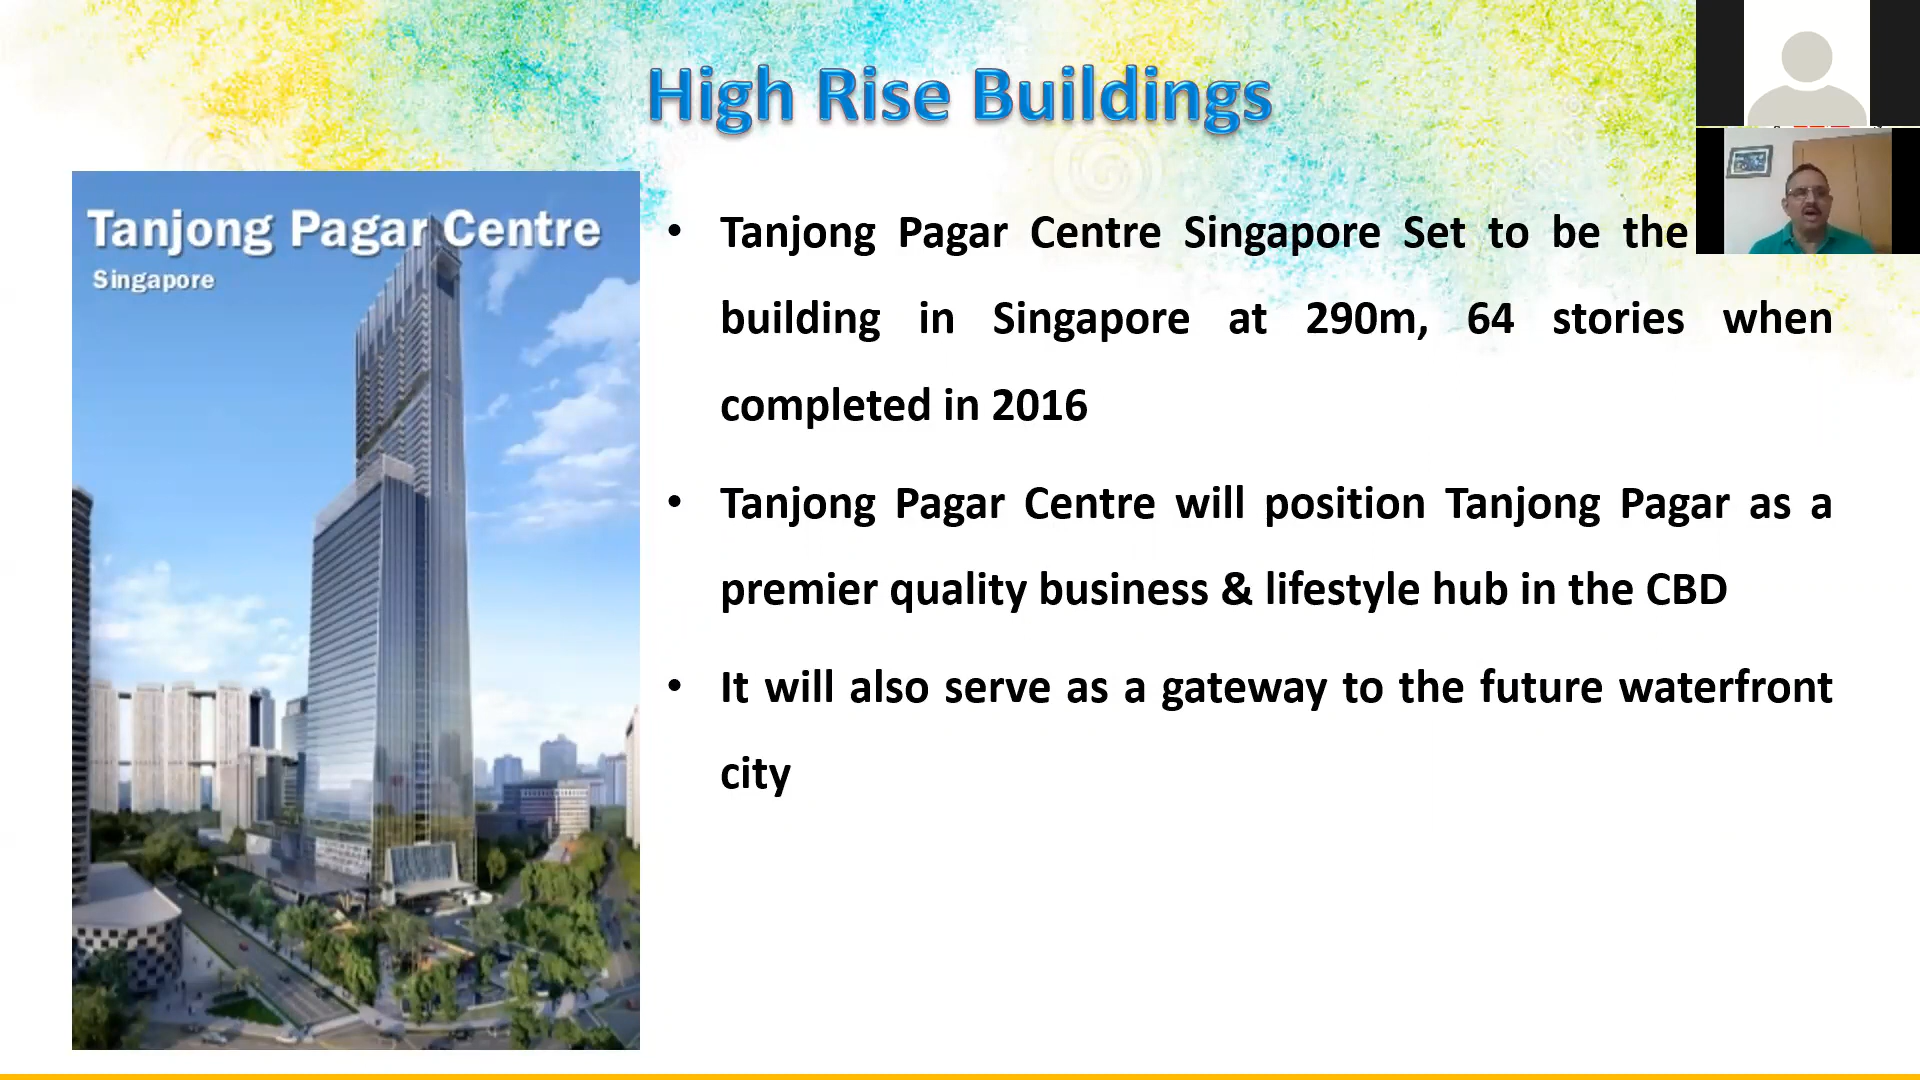 High Rise Buildings
Tanjong Pagar Centre
Singapore
• Tanjong Pagar Centre Singapore Set to be the
building in Singapore at 290m, 64 stories when
completed in 2016
• Tanjong Pagar Centre will position Tanjong Pagar as a
premier quality business & lifestyle hub in the CBD
• It will also serve as a gateway to the future waterfront
city